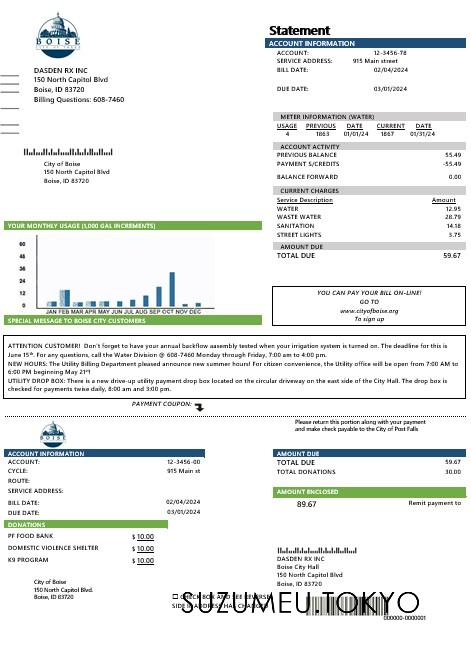 Statement
BOISE
ACCOUNT INFORMATION
ACCOUNT: 12-3456-78
SERVICE ADDRESS: 915 Main street
BILL DATE: 02/04/2024
DUE DATE: 03/01/2024
DASDEN RX INC
150 North Capitol Blvd
Boise, ID 83720
Billing Questions: 608-7460
METER INFORMATION (WATER)
USAGE PREVIOUS DATE CURRENT DATE
4 1863 01/01/24 1867 01/31/24
City of Boise
150 North Capitol Blvd
Boise, ID 83720
ACCOUNT ACTIVITY
PREVIOUS BALANCE 55.49
PAYMENT S/CREDITS -55.49
BALANCE FORWARD 0.00
CURRENT CHARGES
Service Description Amount
WATER 12.95
WASTE WATER 28.79
SANITATION 14.18
STREET LIGHTS 3.75
AMOUNT DUE
TOTAL DUE 59.67
YOUR MONTHLY USAGE (1,000 GAL INCREMENTS)
60
48
36
24
12
0
JAN FEB MAR APR MAY JUN JUL AUG SEP OCT NOV DEC
YOU CAN PAY YOUR BILL ON-LINE!
GO TO
www.cityofboise.org
To sign up
SPECIAL MESSAGE TO BOISE CITY CUSTOMERS
ATTENTION CUSTOMER! Don't forget to have your annual backflow assembly tested when your irrigation system is turned on. The deadline for this is
June 15th. For any questions, call the Water Division @ 608-7460 Monday through Friday, 7:00 am to 4:00 pm.
NEW HOURS: The Utility Billing Department pleased announce new summer hours! For citizen convenience, the Utility office will be open from 7:00 AM to
6:00 PM beginning May 21st!
UTILITY DROP BOX: There is a new drive-up utility payment drop box located on the circular driveway on the east side of the City Hall. The drop box is
checked for payments twice daily, 8:00 am and 3:00 pm.
PAYMENT COUPON:
Please return this portion along with your payment
and make check payable to the City of Post Falls
BOISE
ACCOUNT INFORMATION
ACCOUNT: 12-3456-00
CYCLE: 915 Main st
ROUTE:
SERVICE ADDRESS:
BILL DATE: 02/04/2024
DUE DATE: 03/01/2024
AMOUNT DUE
TOTAL DUE 59.67
TOTAL DONATIONS 30.00
AMOUNT ENCLOSED
89.67 Remit payment to
DONATIONS
PF FOOD BANK $ 10.00
DOMESTIC VIOLENCE SHELTER $ 10.00
K9 PROGRAM $ 10.00
DASDEN RX INC
Boise City Hall
150 North Capitol Blvd
Boise, ID 83720
City of Boise
150 North Capitol Blvd.
Boise, ID 83720
CHECK BOX AND SEE REVERSE
SIDE IN ADDRESS HAS CHANGED
SUZUMEU.TOKYO
000000-0000001